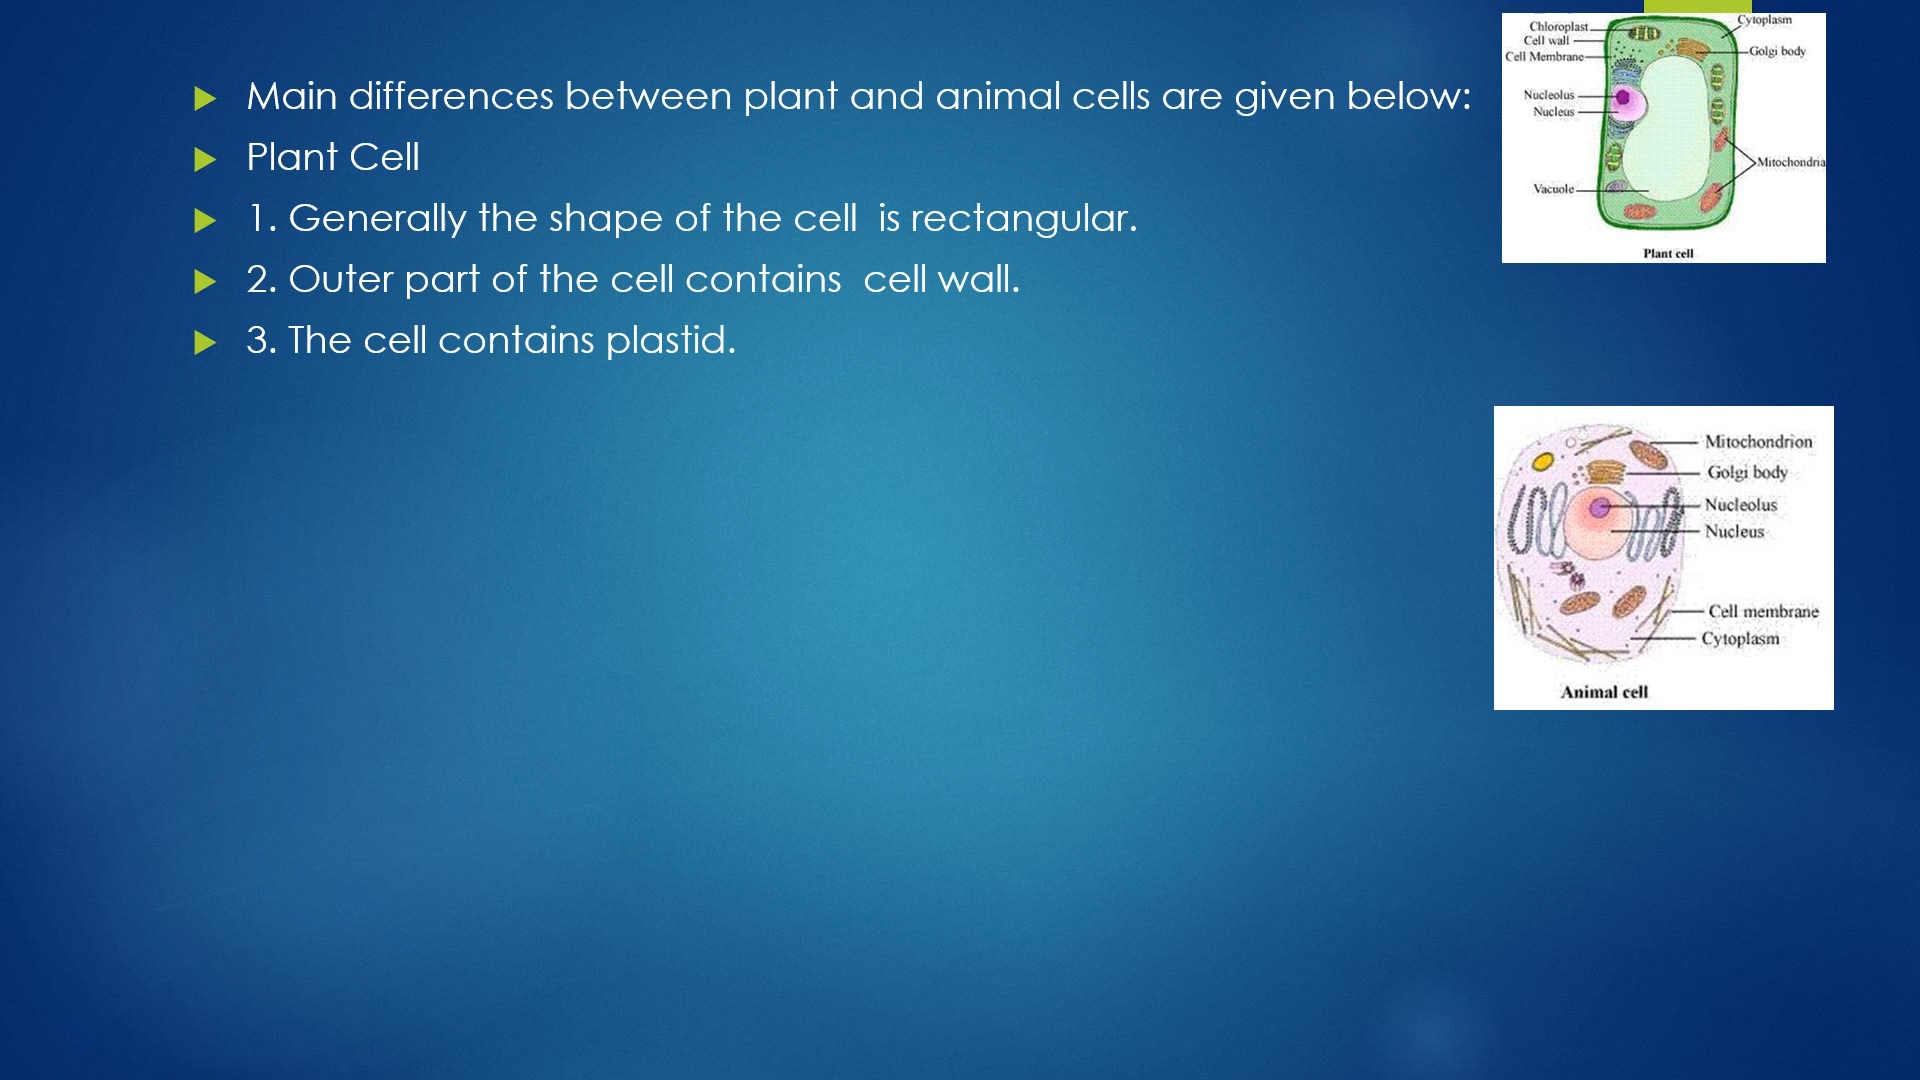 Main differences between plant and animal cells are given below:
Plant Cell
1. Generally the shape of the cell  is rectangular.
2. Outer part of the cell contains  cell wall.
3. The cell contains plastid.
Chloroplast
Cell wall
Cell Membrane
Nucleolus
Nucleus
Vacuole
Cytoplasm
Golgi body
Mitochondria
Plant cell
Mitochondrion
Golgi body
Nucleolus
Nucleus
Cell membrane
Cytoplasm
Animal cell